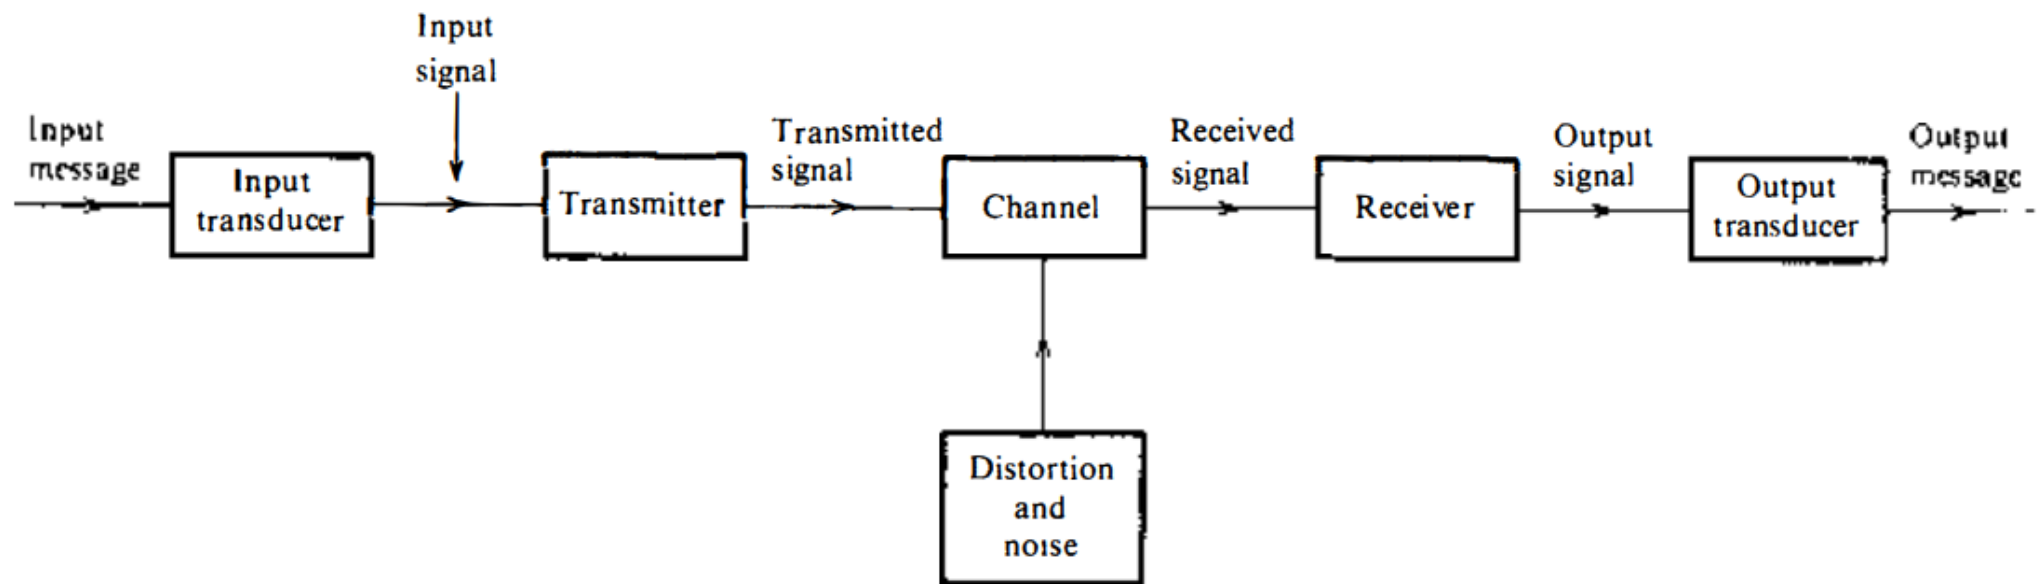 Input
signal
Input
message
Input
transducer
Transmitter
Transmitted
signal
Channel
Received
signal
Receiver
Output
signal
Output
transducer
Output
message
Distortion
and
noise